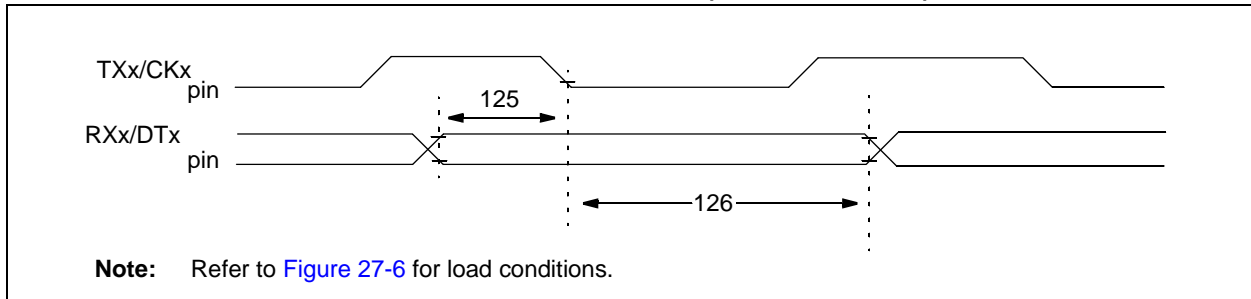 TXx/CKx
pin
125
RXx/DTx
pin
126
Note: Refer to Figure 27-6 for load conditions.